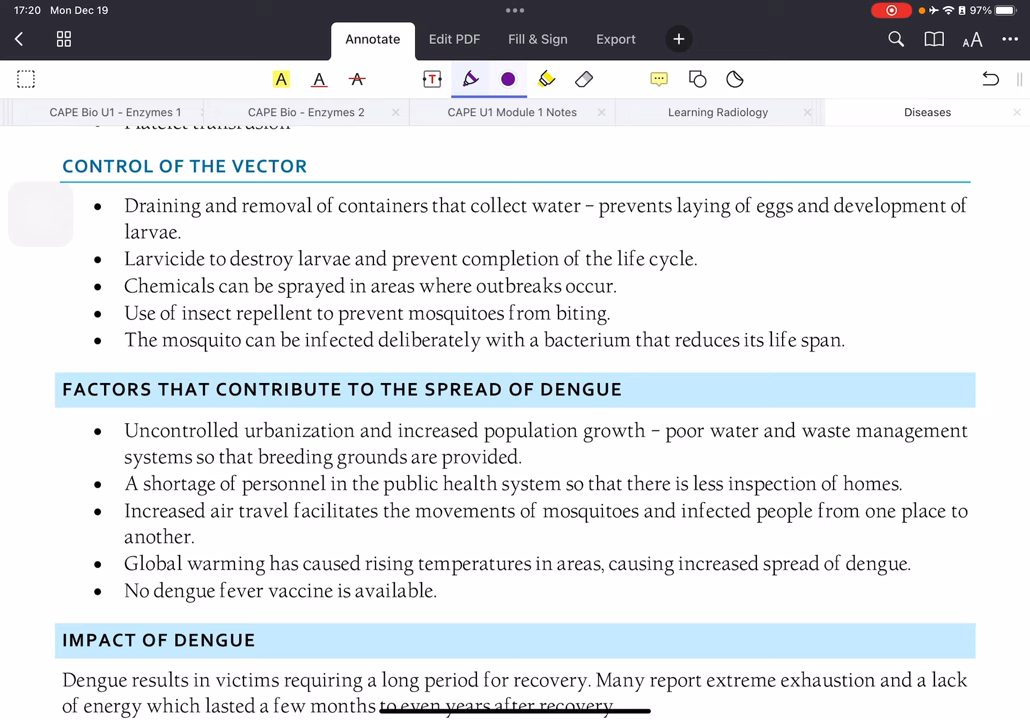 17:20 Mon Dec 19
97%
Annotate Edit PDF Fill & Sign Export
AA
A A A T
CAPE Bio U1 - Enzymes 1 CAPE Bio - Enzymes 2 CAPE U1 Module 1 Notes Learning Radiology Diseases
• Platelet transfusion
CONTROL OF THE VECTOR
• Draining and removal of containers that collect water – prevents laying of eggs and development of
larvae.
• Larvicide to destroy larvae and prevent completion of the life cycle.
• Chemicals can be sprayed in areas where outbreaks occur.
• Use of insect repellent to prevent mosquitoes from biting.
• The mosquito can be infected deliberately with a bacterium that reduces its life span.
FACTORS THAT CONTRIBUTE TO THE SPREAD OF DENGUE
• Uncontrolled urbanization and increased population growth – poor water and waste management
systems so that breeding grounds are provided.
• A shortage of personnel in the public health system so that there is less inspection of homes.
• Increased air travel facilitates the movements of mosquitoes and infected people from one place to
another.
• Global warming has caused rising temperatures in areas, causing increased spread of dengue.
• No dengue fever vaccine is available.
IMPACT OF DENGUE
Dengue results in victims requiring a long period for recovery. Many report extreme exhaustion and a lack
of energy which lasted a few months to even years after recovery